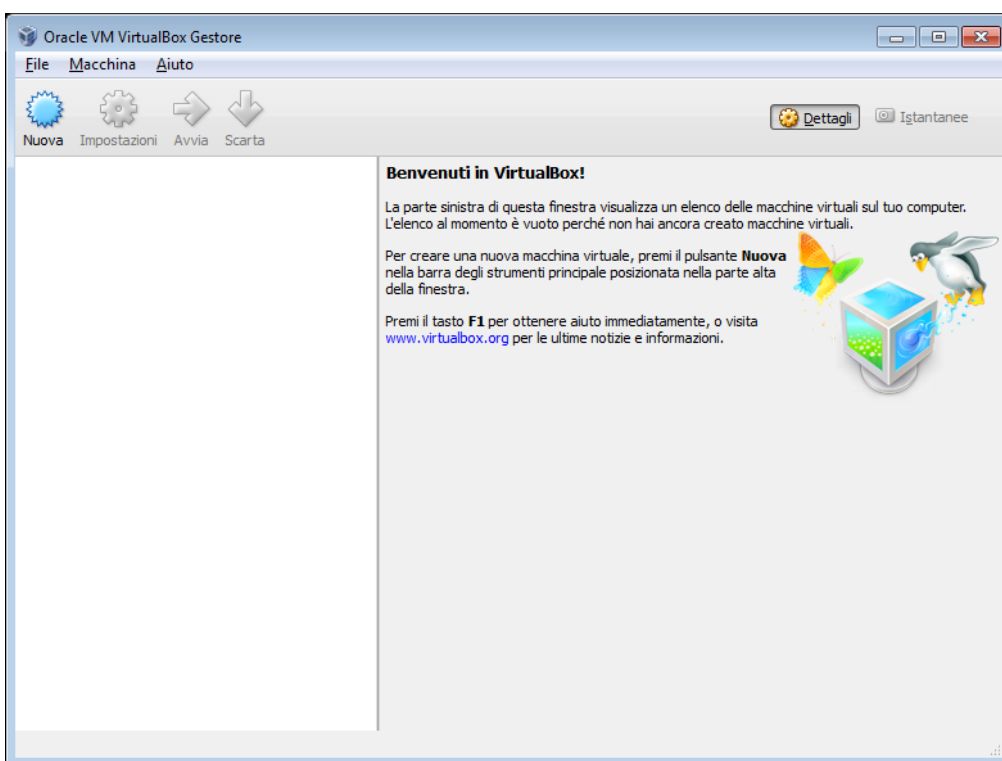 Oracle VM VirtualBox Gestore
File Macchina Aiuto
Nuova Impostazioni Avvia Scarta
Dettagli Istantanee
Benvenuti in VirtualBox!
La parte sinistra di questa finestra visualizza un elenco delle macchine virtuali sul tuo computer.
L'elenco al momento è vuoto perché non hai ancora creato macchine virtuali.
Per creare una nuova macchina virtuale, premi il pulsante Nuova
nella barra degli strumenti principale posizionata nella parte alta
della finestra.
Premi il tasto F1 per ottenere aiuto immediatamente, o visita
www.virtualbox.org per le ultime notizie e informazioni.